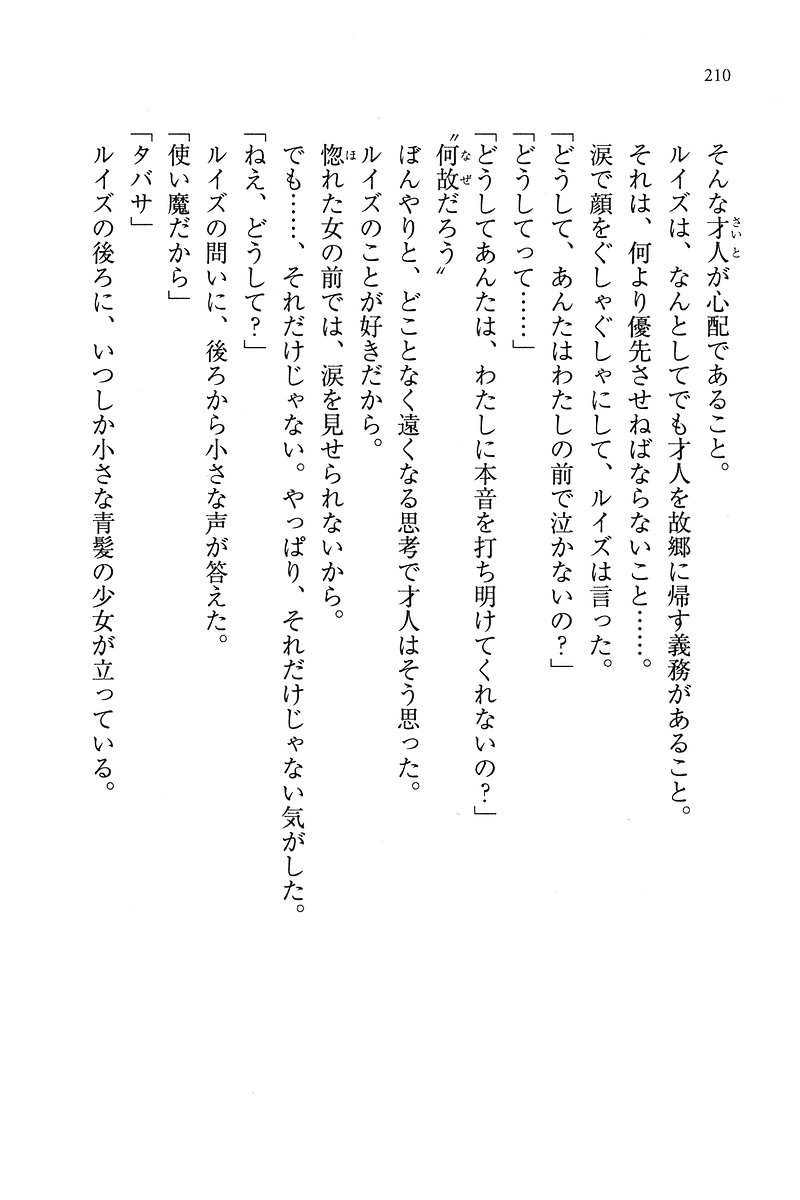 210
そんな才人が心配であること。
ルイズは、なんとしてでも才人を故郷に帰す義務があること。
それは、何より優先させねばならないこと……。
涙で顔をぐしゃぐしゃにして、ルイズは言った。
「どうして、あんたはわたしの前で泣かないの？」
「どうしてって……」
「どうしてあんたは、わたしに本音を打ち明けてくれないの？」
〝何故だろう〟
ぼんやりと、どことなく遠くなる思考で才人はそう思った。
ルイズのことが好きだから。
惚れた女の前では、涙を見せられないから。
でも……、それだけじゃない。やっぱり、それだけじゃない気がした。
「ねえ、どうして？」
ルイズの問いに、後ろから小さな声が答えた。
「使い魔だから」
「タバサ」
ルイズの後ろに、いつしか小さな青髪の少女が立っている。